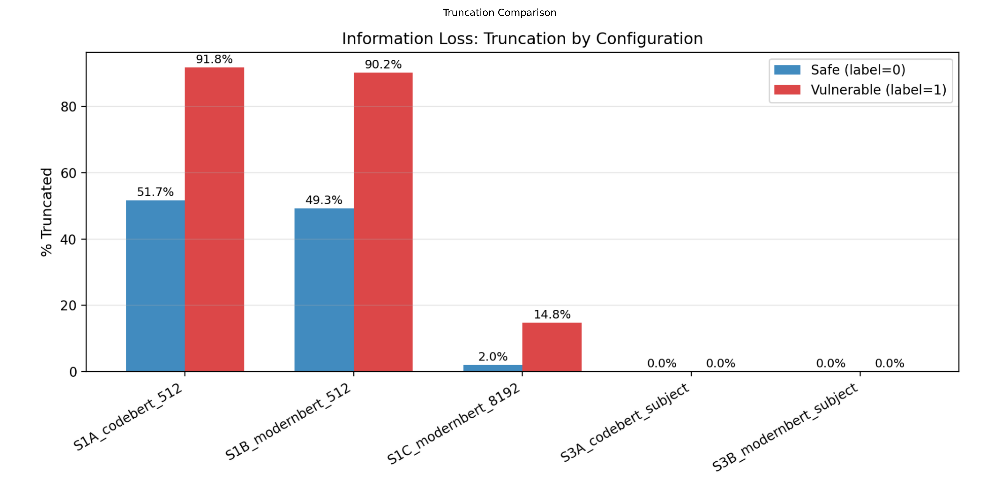 Truncation Comparison
Information Loss: Truncation by Configuration
91.8%
90.2%
Safe (label=0)
Vulnerable (label=1)
80
60
51.7%
49.3%
% Truncated
40
20
14.8%
2.0%
0.0%
0.0%
0.0%
0.0%
0
S1A_codebert_512
S1B_modernbert_512
S1C_modernbert_8192
S3A_codebert_subject
S3B_modernbert_subject